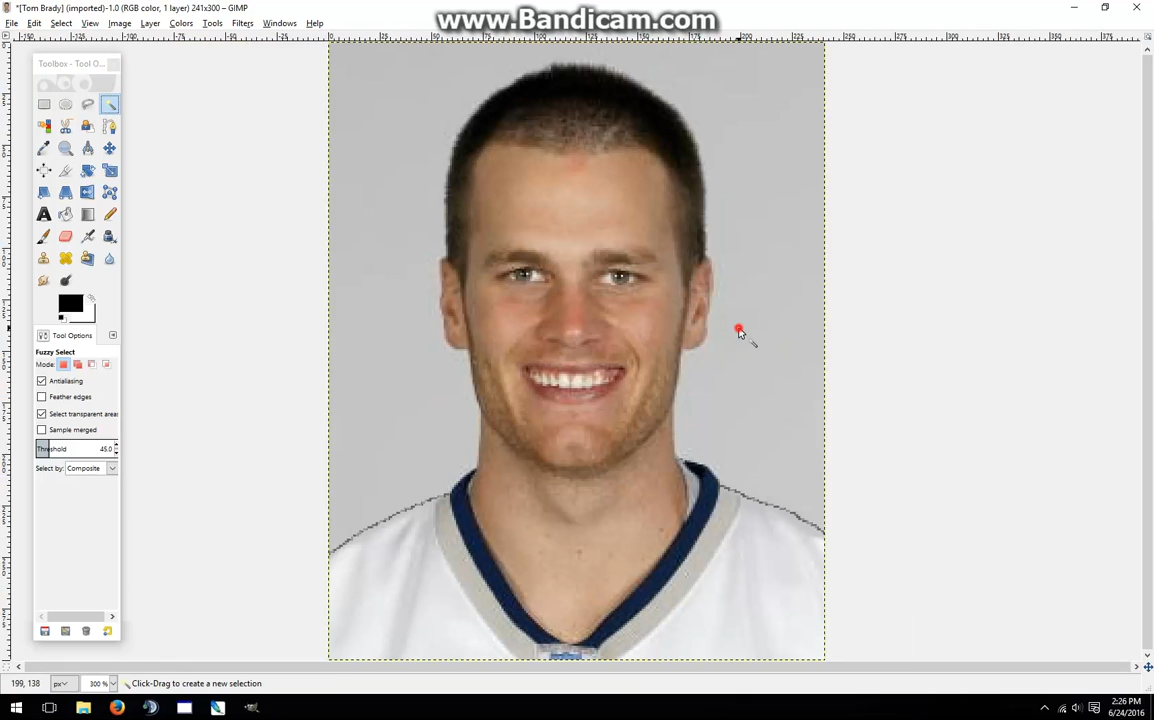 *[Tom Brady] (imported)-1.0 (RGB color, 1 layer) 241x300 – GIMP
www.Bandicam.com
File Edit Select View Image Layer Colors Tools Filters Windows Help
Toolbox - Tool O...
Tool Options
Fuzzy Select
Mode:
Antialiasing
Feather edges
Select transparent areas
Sample merged
Threshold 45.0
Select by: Composite
199, 138 px 300 % Click-Drag to create a new selection
2:26 PM
6/24/2016